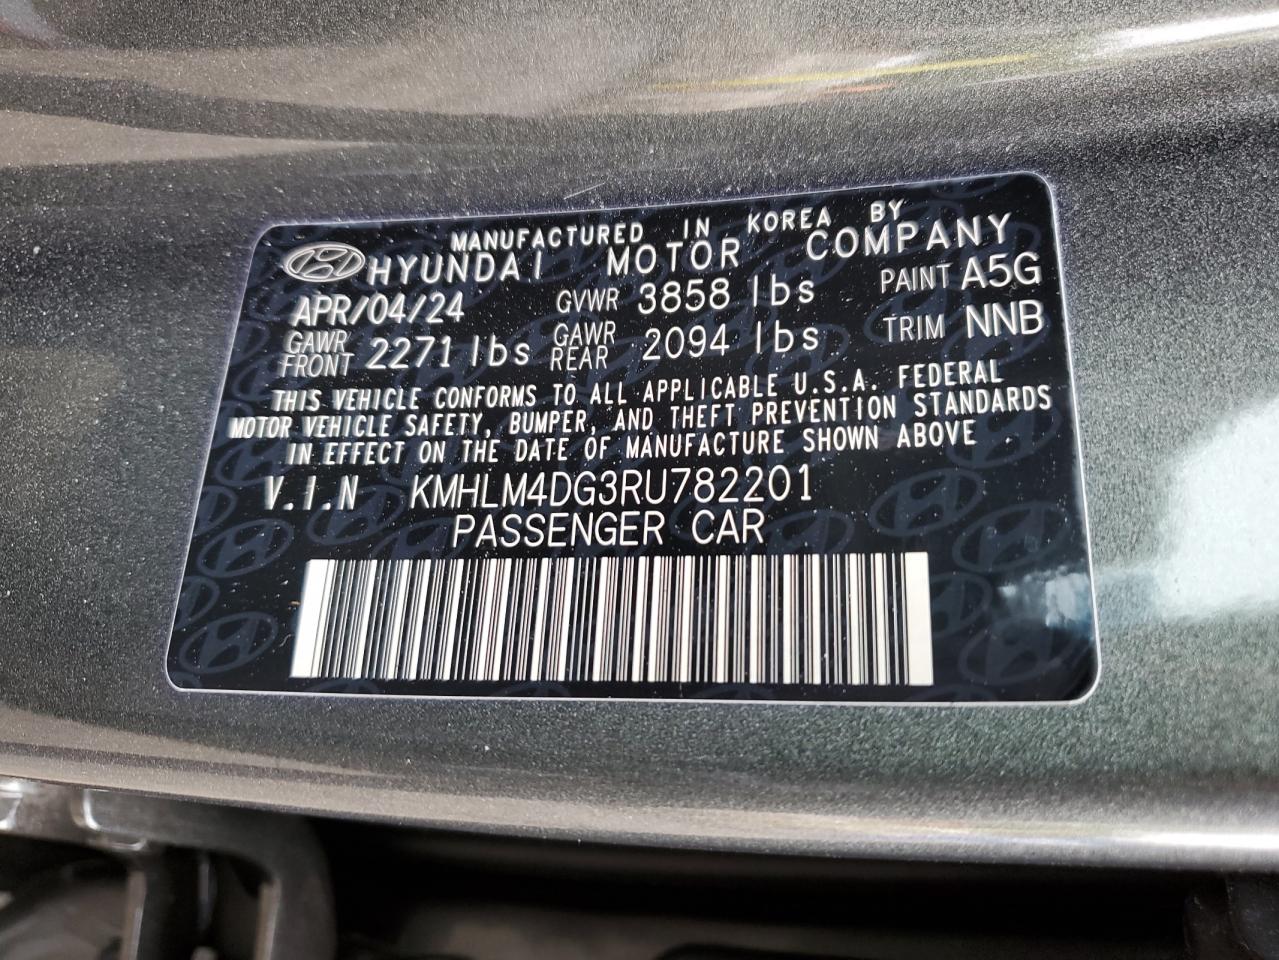 MANUFACTURED IN KOREA BY
HYUNDAI MOTOR COMPANY
APR/04/24 GVWR 3858 lbs PAINT A5G
GAWR FRONT 2271 lbs GAWR REAR 2094 lbs TRIM NNB
THIS VEHICLE CONFORMS TO ALL APPLICABLE U.S.A. FEDERAL
MOTOR VEHICLE SAFETY, BUMPER, AND THEFT PREVENTION STANDARDS
IN EFFECT ON THE DATE OF MANUFACTURE SHOWN ABOVE
V.I.N KMHLM4DG3RU782201
PASSENGER CAR